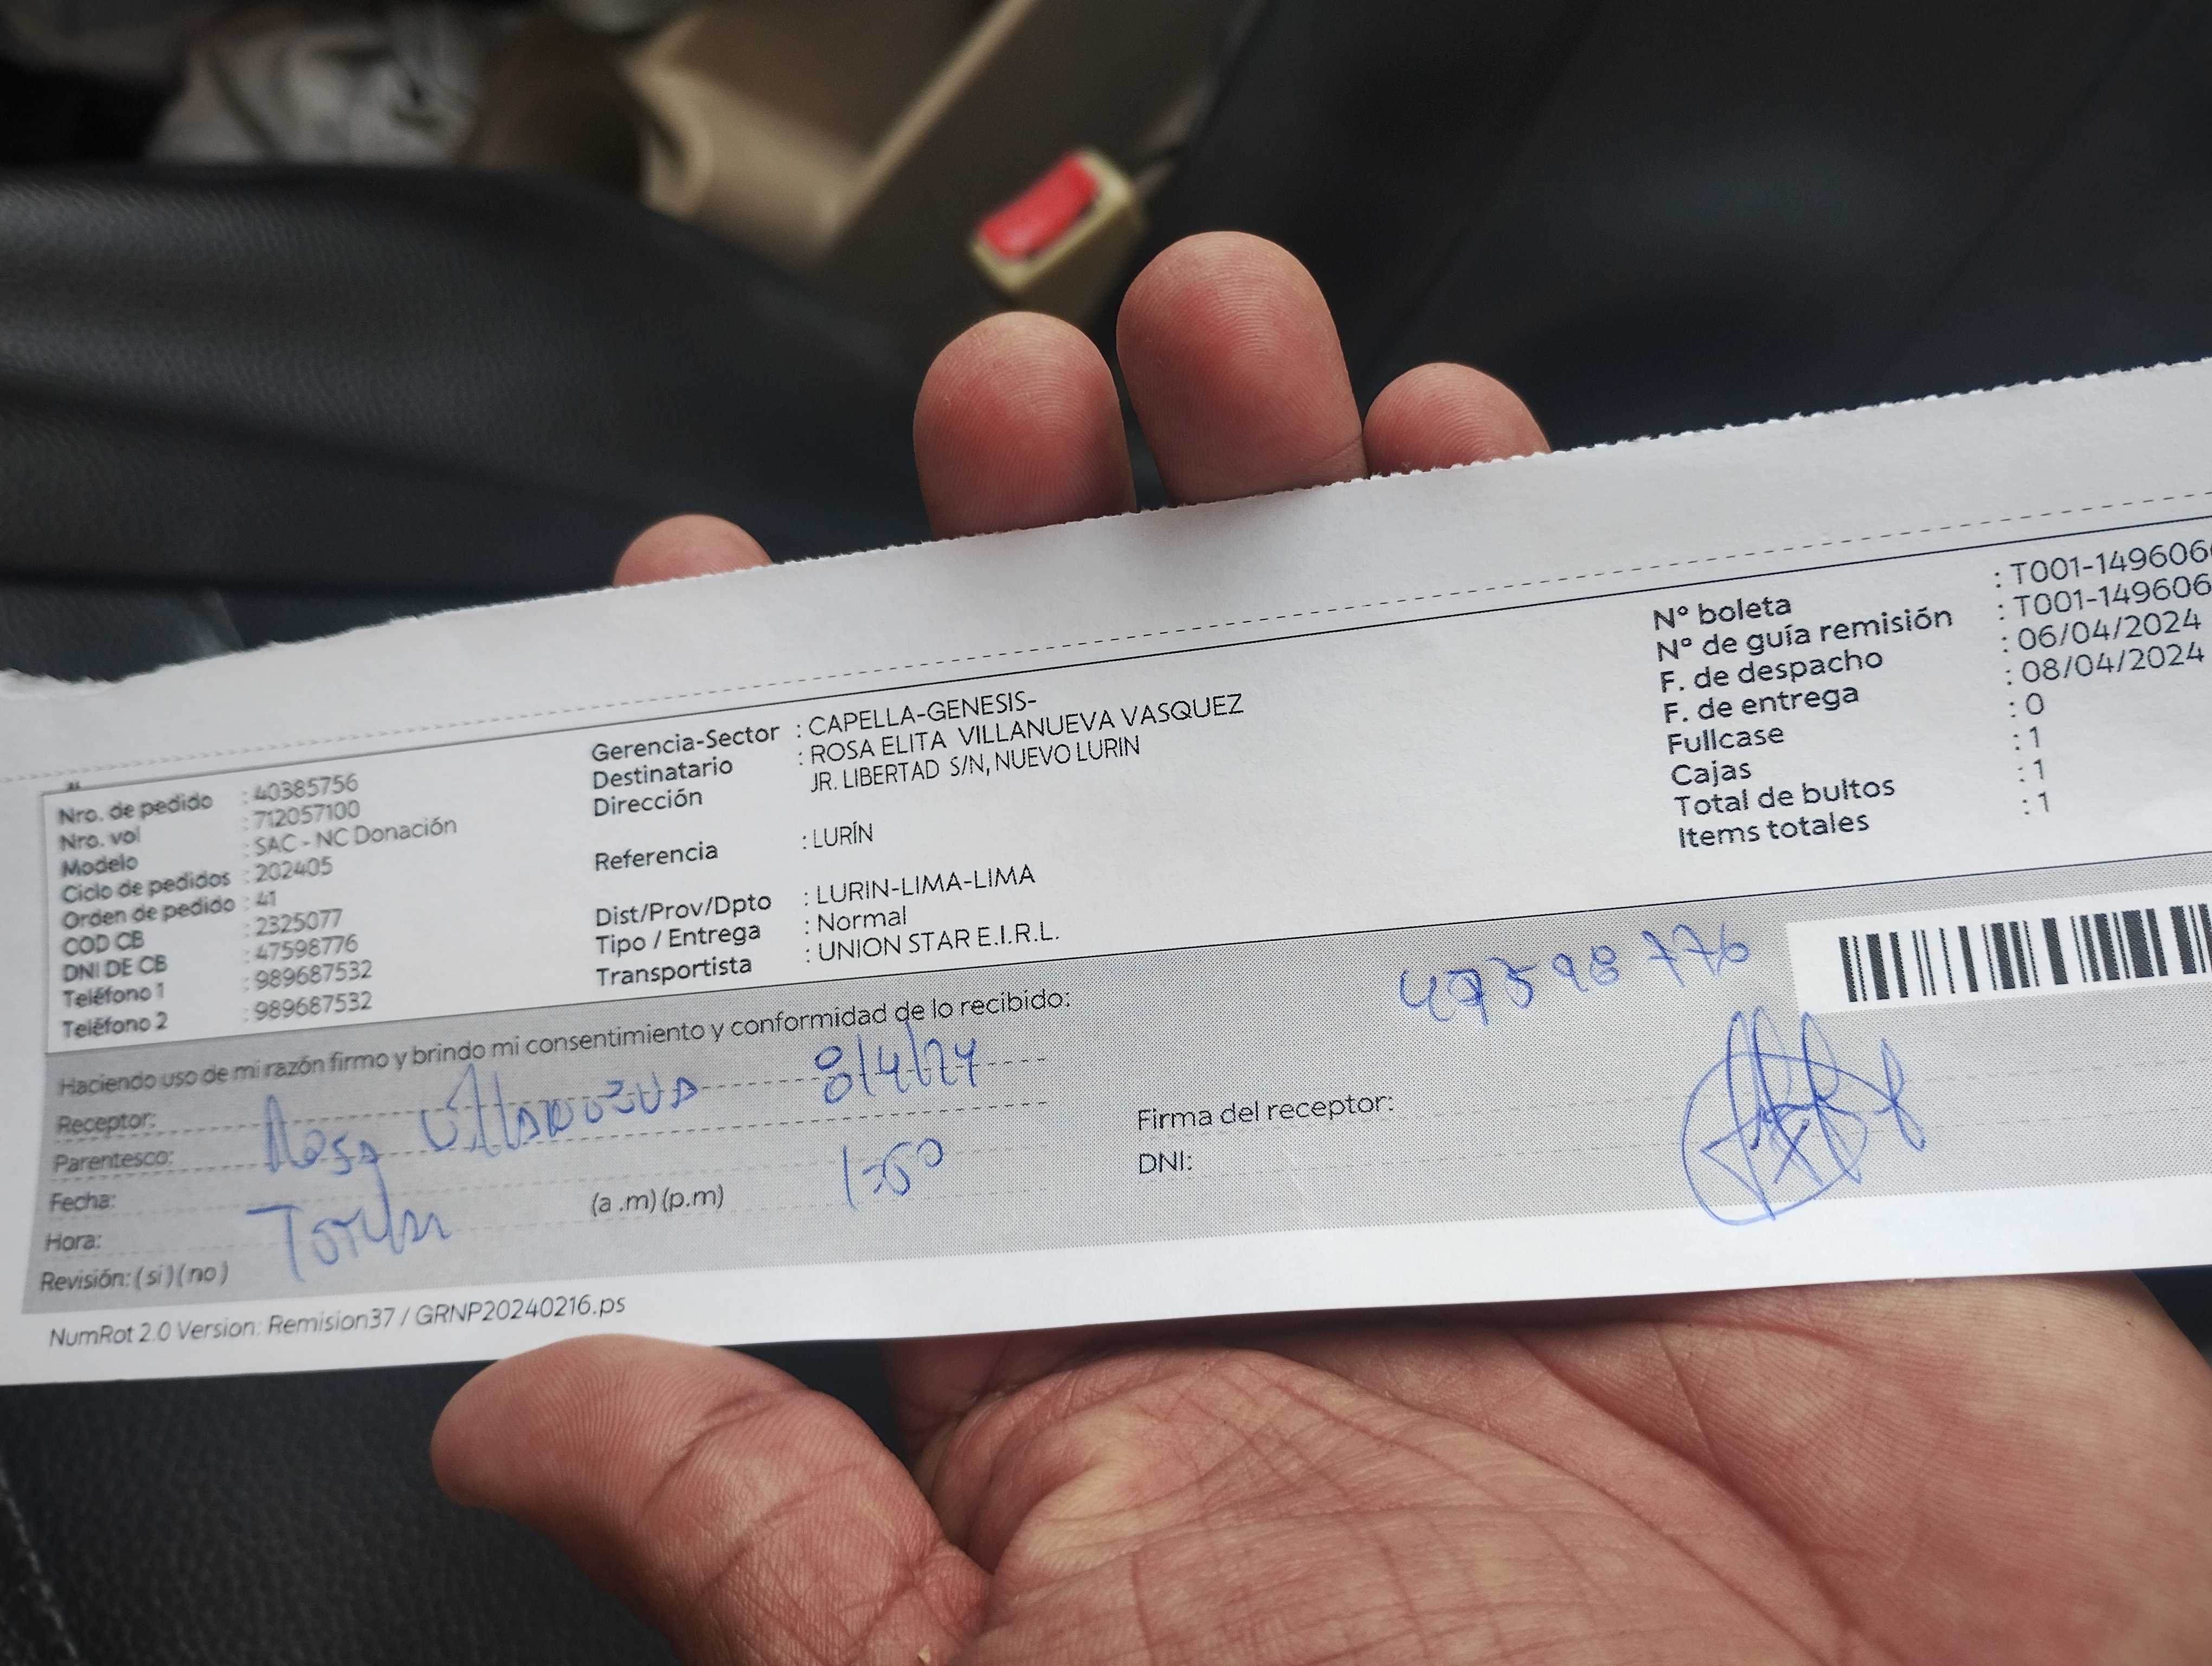 Nro. de pedido : 40385756
Nro. vol : 712057100
Modelo : SAC - NC Donación
Ciclo de pedidos : 202405
Orden de pedido : 41
COD CB : 2325077
DNI DE CB : 47598776
Teléfono 1 : 989687532
Teléfono 2 : 989687532
Gerencia-Sector : CAPELLA-GENESIS-
Destinatario : ROSA ELITA VILLANUEVA VASQUEZ
Dirección JR. LIBERTAD S/N, NUEVO LURIN
Referencia : LURÍN
Dist/Prov/Dpto : LURIN-LIMA-LIMA
Tipo / Entrega : Normal
Transportista : UNION STAR E.I.R.L.
N° boleta : T001-149606
N° de guía remisión : T001-149606
F. de despacho : 06/04/2024
F. de entrega : 08/04/2024
Fullcase : 0
Cajas : 1
Total de bultos : 1
Items totales : 1
Haciendo uso de mi razón firmo y brindo mi consentimiento y conformidad de lo recibido:
47598776
Receptor:
Rosa Villanueva 8/4/24
Parentesco:
Fecha:
Hora: (a .m) (p.m)
Revisión: ( si ) ( no )
Firma del receptor:
DNI:
NumRot 2.0 Version: Remision37 / GRNP20240216.ps